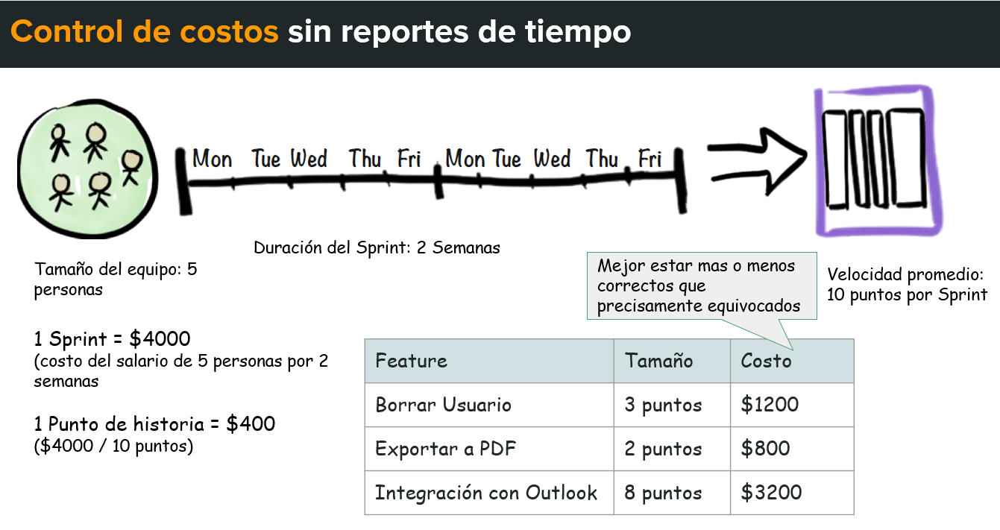 Control de costos sin reportes de tiempo
Mon Tue Wed Thu Fri Mon Tue Wed Thu Fri
Duración del Sprint: 2 Semanas
Tamaño del equipo: 5
personas
Mejor estar mas o menos
correctos que
precisamente equivocados
Velocidad promedio:
10 puntos por Sprint
1 Sprint = $4000
(costo del salario de 5 personas por 2
semanas
1 Punto de historia = $400
($4000 / 10 puntos)
Feature Tamaño Costo
Borrar Usuario 3 puntos $1200
Exportar a PDF 2 puntos $800
Integración con Outlook 8 puntos $3200